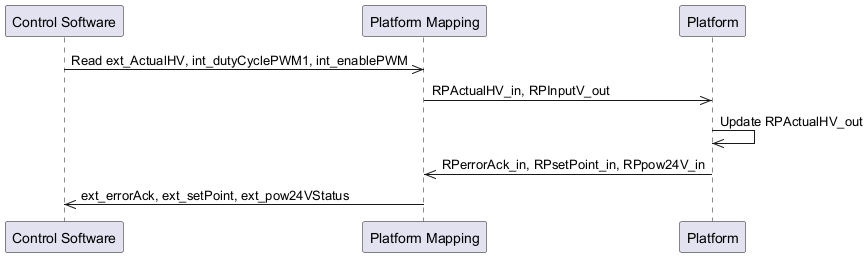 Control Software Platform Mapping Platform
Read ext_ActualHV, int_dutyCyclePWM1, int_enablePWM
RPActualHV_in, RPInputV_out
Update RPActualHV_out
RPerrorAck_in, RPsetPoint_in, RPpow24V_in
ext_errorAck, ext_setPoint, ext_pow24VStatus
Control Software Platform Mapping Platform